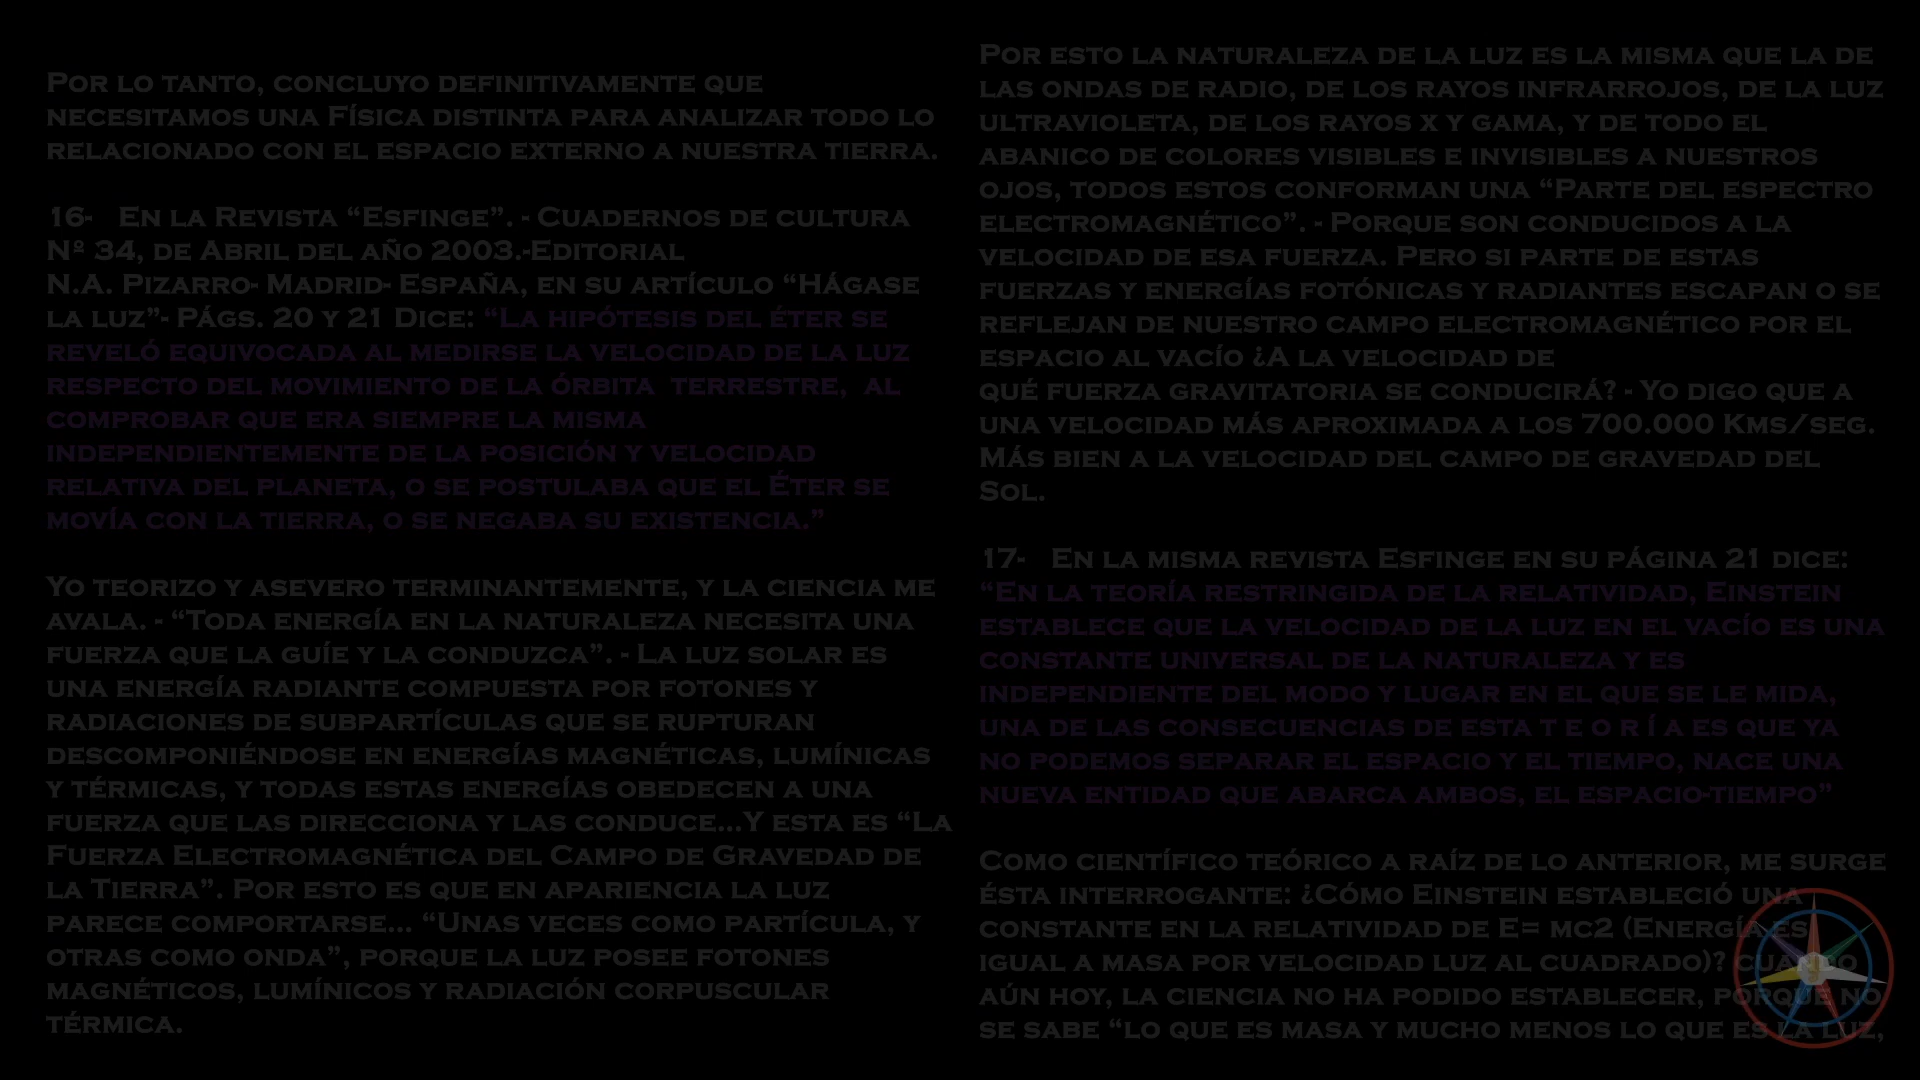 Por lo tanto, concluyo definitivamente que
necesitamos una Física distinta para analizar todo lo
relacionado con el espacio externo a nuestra tierra.
16- En la Revista “Esfinge”. - Cuadernos de cultura
Nº 34, de Abril del año 2003.-Editorial
N.A. Pizarro- Madrid- España, en su artículo “Hágase
la luz”- Págs. 20 y 21 Dice: “La hipótesis del éter se
reveló equivocada al medirse la velocidad de la luz
respecto del movimiento de la órbita terrestre, al
comprobar que era siempre la misma
independientemente de la posición y velocidad
relativa del planeta, o se postulaba que el Éter se
movía con la tierra, o se negaba su existencia.”
Yo teorizo y asevero terminantemente, y la ciencia me
avala. - “Toda energía en la naturaleza necesita una
fuerza que la guíe y la conduzca”. - La luz solar es
una energía radiante compuesta por fotones y
radiaciones de subpartículas que se rupturan
descomponiéndose en energías magnéticas, lumínicas
y térmicas, y todas estas energías obedecen a una
fuerza que las direcciona y las conduce...Y esta es “La
Fuerza Electromagnética del Campo de Gravedad de
la Tierra”. Por esto es que en apariencia la luz
parece comportarse... “Unas veces como partícula, y
otras como onda”, porque la luz posee fotones
magnéticos, lumínicos y radiación corpuscular
térmica.
Por esto la naturaleza de la luz es la misma que la de
las ondas de radio, de los rayos infrarrojos, de la luz
ultravioleta, de los rayos x y gama, y de todo el
abanico de colores visibles e invisibles a nuestros
ojos, todos estos conforman una “Parte del espectro
electromagnético”. - Porque son conducidos a la
velocidad de esa fuerza. Pero si parte de estas
fuerzas y energías fotónicas y radiantes escapan o se
reflejan de nuestro campo electromagnético por el
espacio al vacío ¿A la velocidad de
qué fuerza gravitatoria se conducirá? - Yo digo que a
una velocidad más aproximada a los 700.000 Kms/seg.
Más bien a la velocidad del campo de gravedad del
Sol.
17- En la misma revista Esfinge en su página 21 dice:
“En la teoría restringida de la relatividad, Einstein
establece que la velocidad de la luz en el vacío es una
constante universal de la naturaleza y es
independiente del modo y lugar en el que se le mida,
una de las consecuencias de esta t e o r í a es que ya
no podemos separar el espacio y el tiempo, nace una
nueva entidad que abarca ambos, el espacio-tiempo”
Como científico teórico a raíz de lo anterior, me surge
ésta interrogante: ¿Cómo Einstein estableció una
constante en la relatividad de E= mc2 (Energía es
igual a masa por velocidad luz al cuadrado)? cuando
aún hoy, la ciencia no ha podido establecer, porque no
se sabe “lo que es masa y mucho menos lo que es la luz,